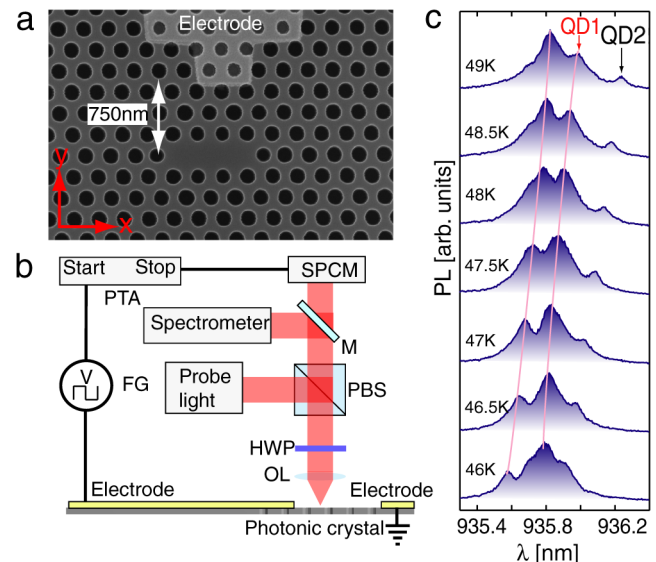 a
Electrode
750nm
y
x
b
Start Stop
PTA
SPCM
Spectrometer
M
V
FG
Probe
light
PBS
HWP
OL
Electrode
Electrode
Photonic crystal
c
QD1
QD2
49K
48.5K
48K
47.5K
47K
46.5K
46K
PL [arb. units]
935.4 935.8 936.2
λ [nm]